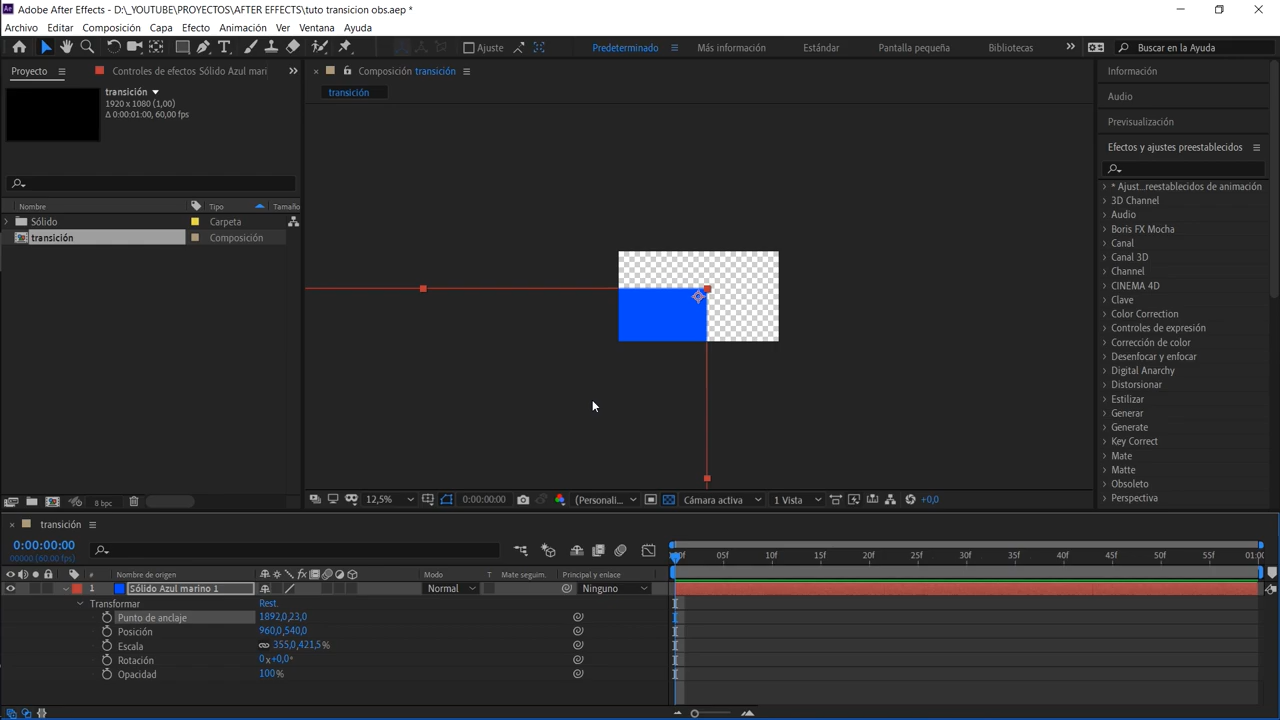 Adobe After Effects - D:\_YOUTUBE\PROYECTOS\AFTER EFFECTS\tuto transicion obs.aep *
Archivo Editar Composición Capa Efecto Animación Ver Ventana Ayuda
Ajuste Predeterminado Más información Estándar Pantalla pequeña Bibliotecas Buscar en la Ayuda
Proyecto Controles de efectos Sólido Azul mari
Composición transición
Información
transición
1920 x 1080 (1,00)
Δ 0:00:01:00, 60,00 fps)
transición
Audio
Previsualización
Efectos y ajustes preestablecidos
Nombre Tipo Tamaño
Sólido Carpeta
transición Composición
* Ajust...reestablecidos de animación
3D Channel
Audio
Boris FX Mocha
Canal
Canal 3D
Channel
CINEMA 4D
Clave
Color Correction
Controles de expresión
Corrección de color
Desenfocar y enfocar
Digital Anarchy
Distorsionar
Estilizar
Generar
Generate
Key Correct
Mate
Matte
Obsoleto
Perspectiva
8 bpc
12,5% 0:00:00:00 (Personali... Cámara activa 1 Vista +0,0
transición
0:00:00:00
00000 (60.00 fps)
05f 10f 15f 20f 25f 30f 35f 40f 45f 50f 55f 01:00
# Nombre de origen Modo T Mate seguim. Principal y enlace
1 Sólido Azul marino 1 Normal Ninguno
Transformar Rest.
Punto de anclaje 1892,0,23,0
Posición 960,0,540,0
Escala 355,0,421,5%
Rotación 0x+0,0°
Opacidad 100%